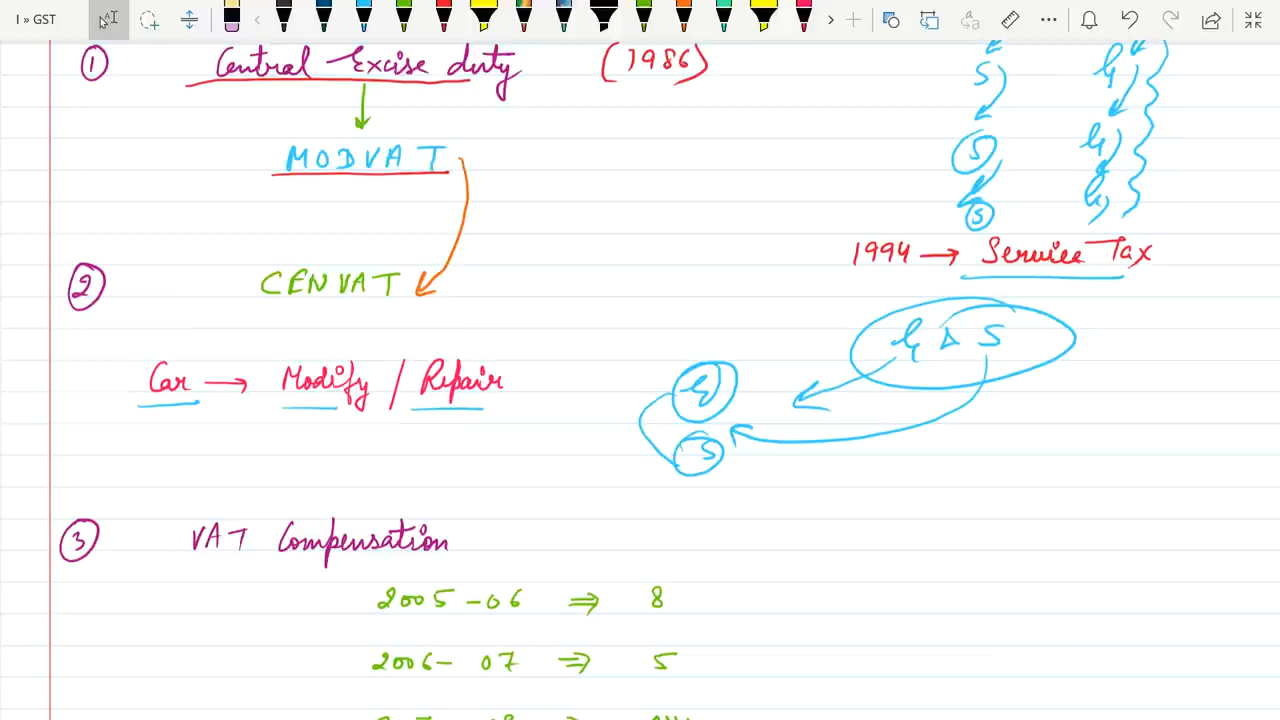 I » GST
① Central Excise duty (1986)
MODVAT
② CENVAT
Car → Modify / Repair
S
S
S
1994 → Service Tax
G & S
G
S
③ VAT Compensation
2005-06 ⇒ 8
2006-07 ⇒ 5